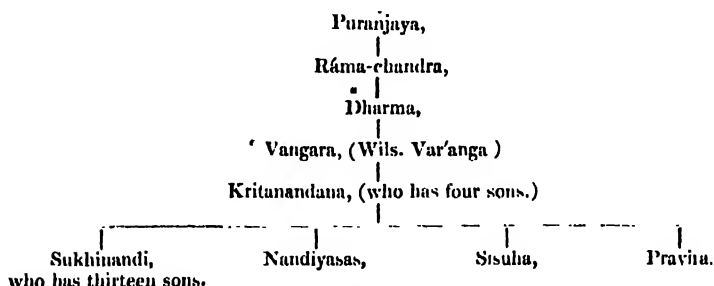 Puranjaya,
Ráma-chandra,
Dharma,
Vangara, (Wils. Var'anga )
Kritanandana, (who has four sons.)
Sukhinandi, Nandiyasas, Sisuha, Pravira.
who has thirteen sons.